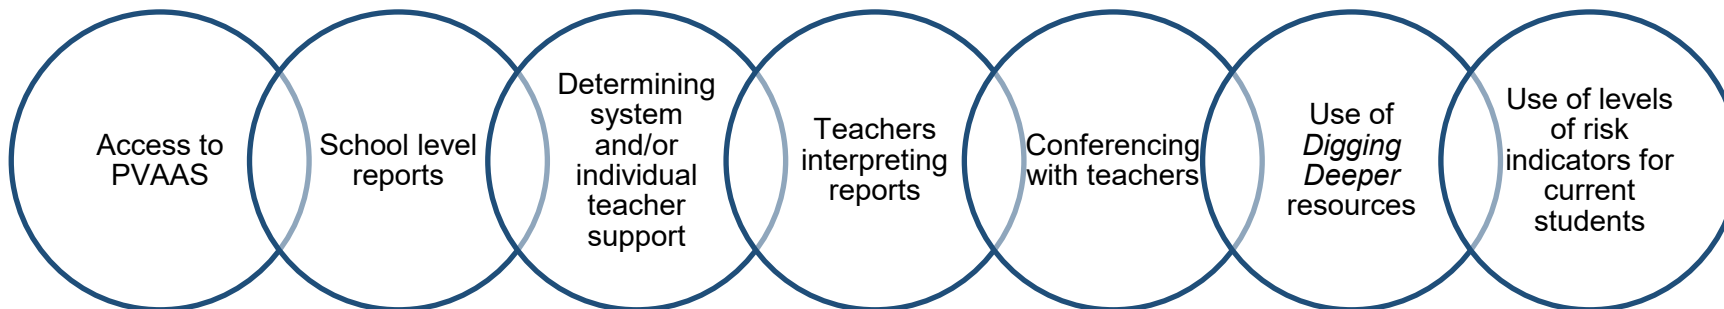 Access to
PVAAS
School level
reports
Determining
system
and/or
individual
teacher
support
Teachers
interpreting
reports
Conferencing
with teachers
Use of
Digging
Deeper
resources
Use of levels
of risk
indicators for
current
students